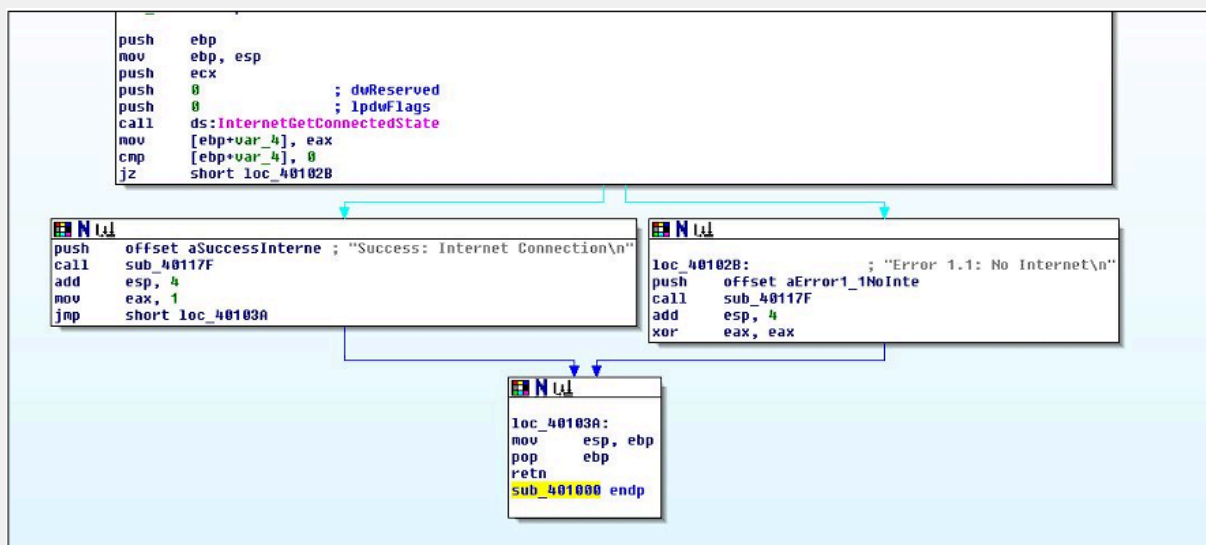 push ebp
mov ebp, esp
push ecx
push 0 ; dwReserved
push 0 ; lpdwFlags
call ds:InternetGetConnectedState
mov [ebp+var_4], eax
cmp [ebp+var_4], 0
jz short loc_40102B
push offset aSuccessInterne ; "Success: Internet Connection\n"
call sub_40117F
add esp, 4
mov eax, 1
jmp short loc_40103A
loc_40102B: ; "Error 1.1: No Internet\n"
push offset aError1_1NoInte
call sub_40117F
add esp, 4
xor eax, eax
loc_40103A:
mov esp, ebp
pop ebp
retn
sub_401000 endp